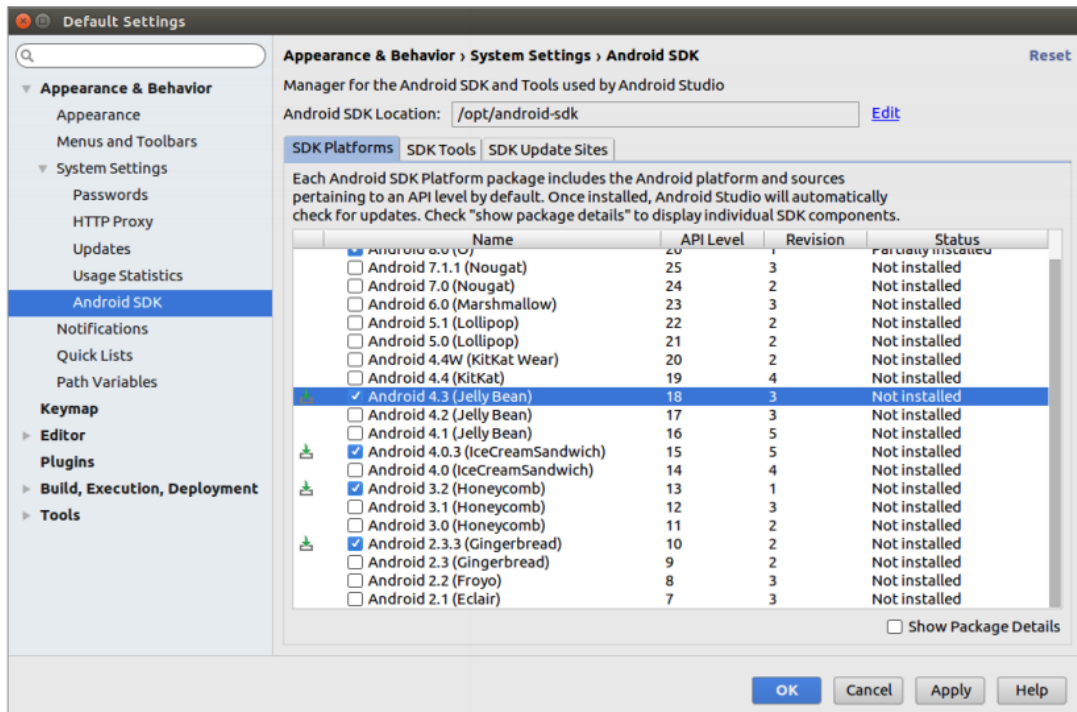 Default Settings
Appearance & Behavior
Appearance
Menus and Toolbars
System Settings
Passwords
HTTP Proxy
Updates
Usage Statistics
Android SDK
Notifications
Quick Lists
Path Variables
Keymap
Editor
Plugins
Build, Execution, Deployment
Tools
Appearance & Behavior › System Settings › Android SDK Reset
Manager for the Android SDK and Tools used by Android Studio
Android SDK Location: /opt/android-sdk Edit
SDK Platforms SDK Tools SDK Update Sites
Each Android SDK Platform package includes the Android platform and sources
pertaining to an API level by default. Once installed, Android Studio will automatically
check for updates. Check "show package details" to display individual SDK components.
Name API Level Revision Status
Android 8.0 (O) 26 1 Partially installed
Android 7.1.1 (Nougat) 25 3 Not installed
Android 7.0 (Nougat) 24 2 Not installed
Android 6.0 (Marshmallow) 23 3 Not installed
Android 5.1 (Lollipop) 22 2 Not installed
Android 5.0 (Lollipop) 21 2 Not installed
Android 4.4W (KitKat Wear) 20 2 Not installed
Android 4.4 (KitKat) 19 4 Not installed
Android 4.3 (Jelly Bean) 18 3 Not installed
Android 4.2 (Jelly Bean) 17 3 Not installed
Android 4.1 (Jelly Bean) 16 5 Not installed
Android 4.0.3 (IceCreamSandwich) 15 5 Not installed
Android 4.0 (IceCreamSandwich) 14 4 Not installed
Android 3.2 (Honeycomb) 13 1 Not installed
Android 3.1 (Honeycomb) 12 3 Not installed
Android 3.0 (Honeycomb) 11 2 Not installed
Android 2.3.3 (Gingerbread) 10 2 Not installed
Android 2.3 (Gingerbread) 9 2 Not installed
Android 2.2 (Froyo) 8 3 Not installed
Android 2.1 (Eclair) 7 3 Not installed
Show Package Details
OK Cancel Apply Help